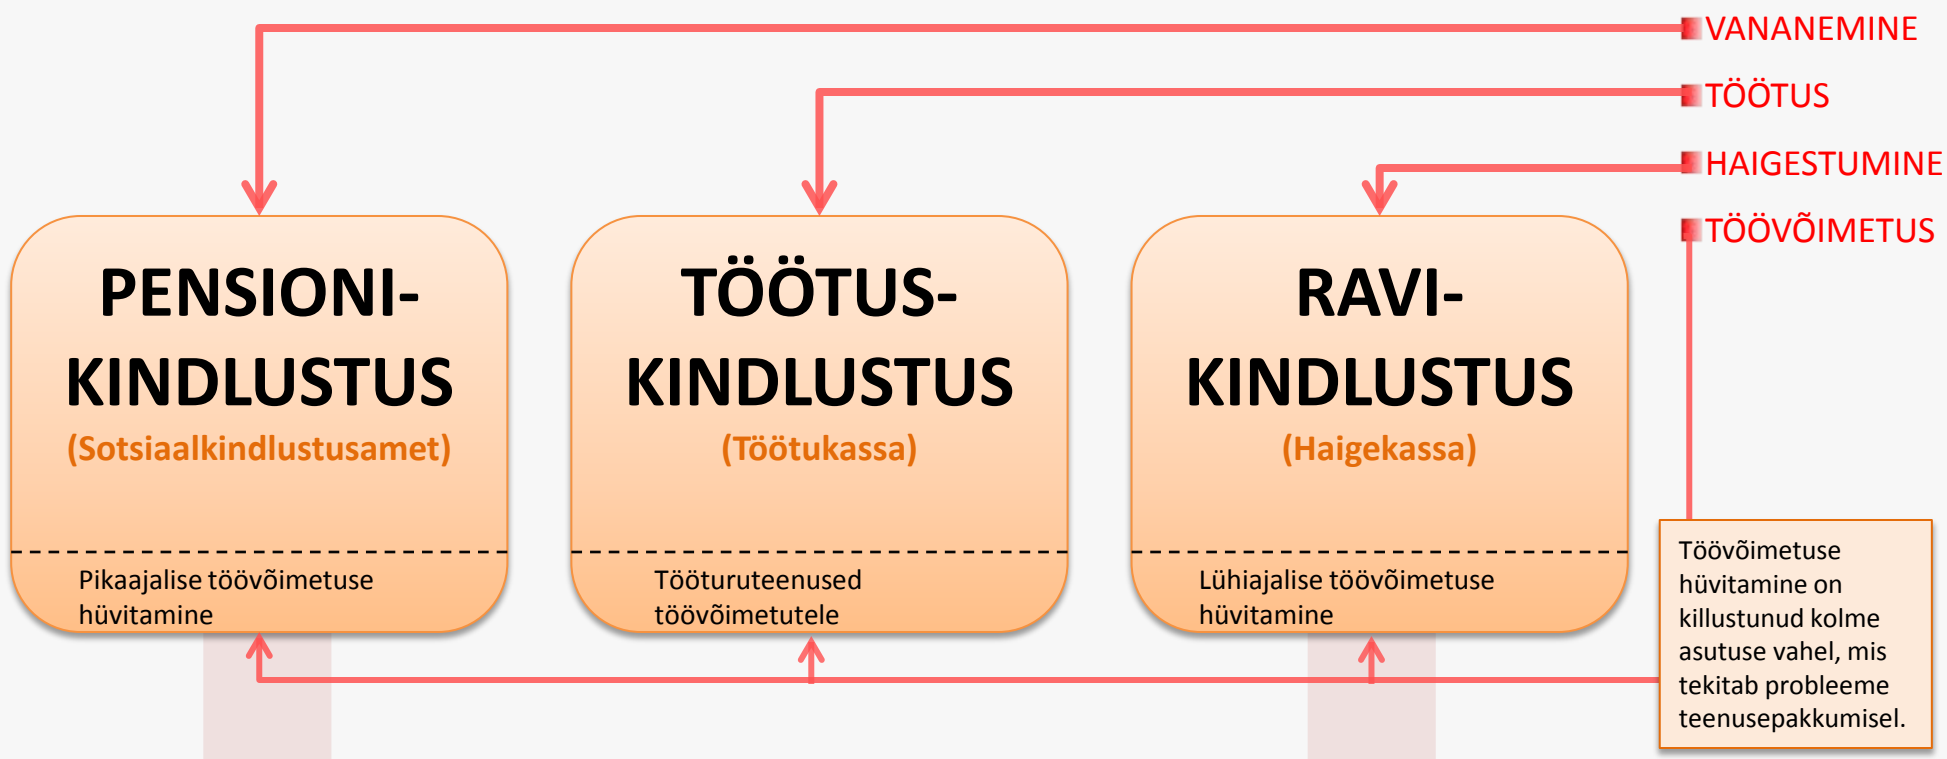 VANANEMINE
TÖÖTUS
HAIGESTUMINE
TÖÖVÕIMETUS
PENSIONI-
KINDLUSTUS
(Sotsiaalkindlustusamet)
Pikaajalise töövõimetuse
hüvitamine
TÖÖTUS-
KINDLUSTUS
(Töötukassa)
Tööturuteenused
töövõimetutele
RAVI-
KINDLUSTUS
(Haigekassa)
Lühiajalise töövõimetuse
hüvitamine
Töövõimetuse
hüvitamine on
killustunud kolme
asutuse vahel, mis
tekitab probleeme
teenusepakkumisel.